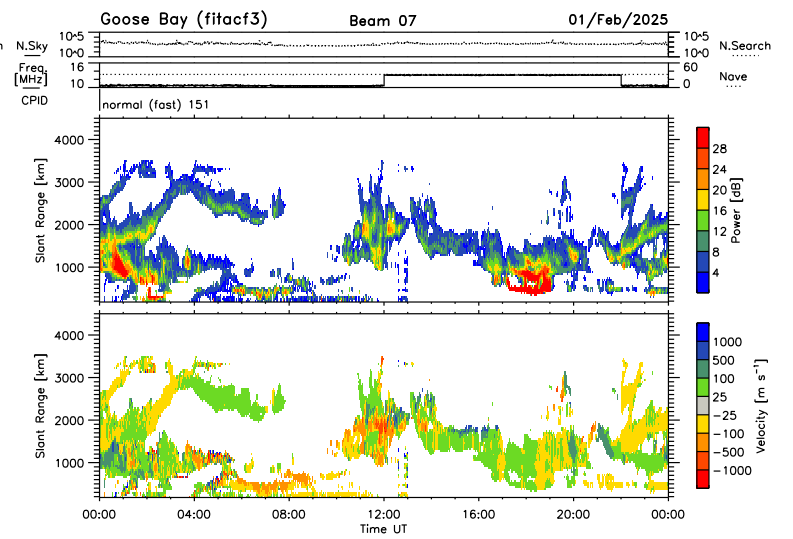 Goose Bay (fitacf3) Beam 07 01/Feb/2025
N.Sky 10^5 10^0 10^5 10^0 N.Search
Freq. [MHz] 16 10 60 0 Nave
CPID normal (fast) 151
Slant Range [km] 4000 3000 2000 1000
Power [dB] 28 24 20 16 12 8 4
Slant Range [km] 4000 3000 2000 1000
Velocity [m s⁻¹] 1000 500 100 25 −25 −100 −500 −1000
00:00 04:00 08:00 12:00 16:00 20:00 00:00
Time UT